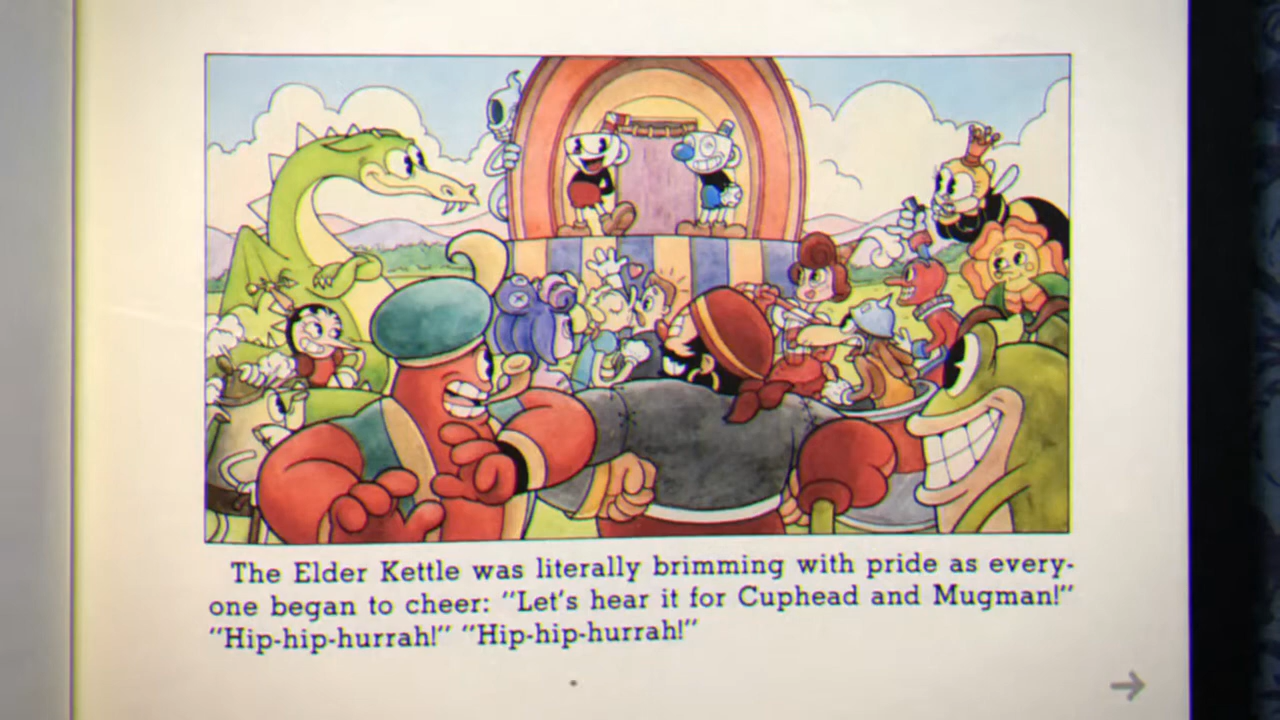 The Elder Kettle was literally brimming with pride as every-
one began to cheer: “Let’s hear it for Cuphead and Mugman!”
“Hip-hip-hurrah!” “Hip-hip-hurrah!”